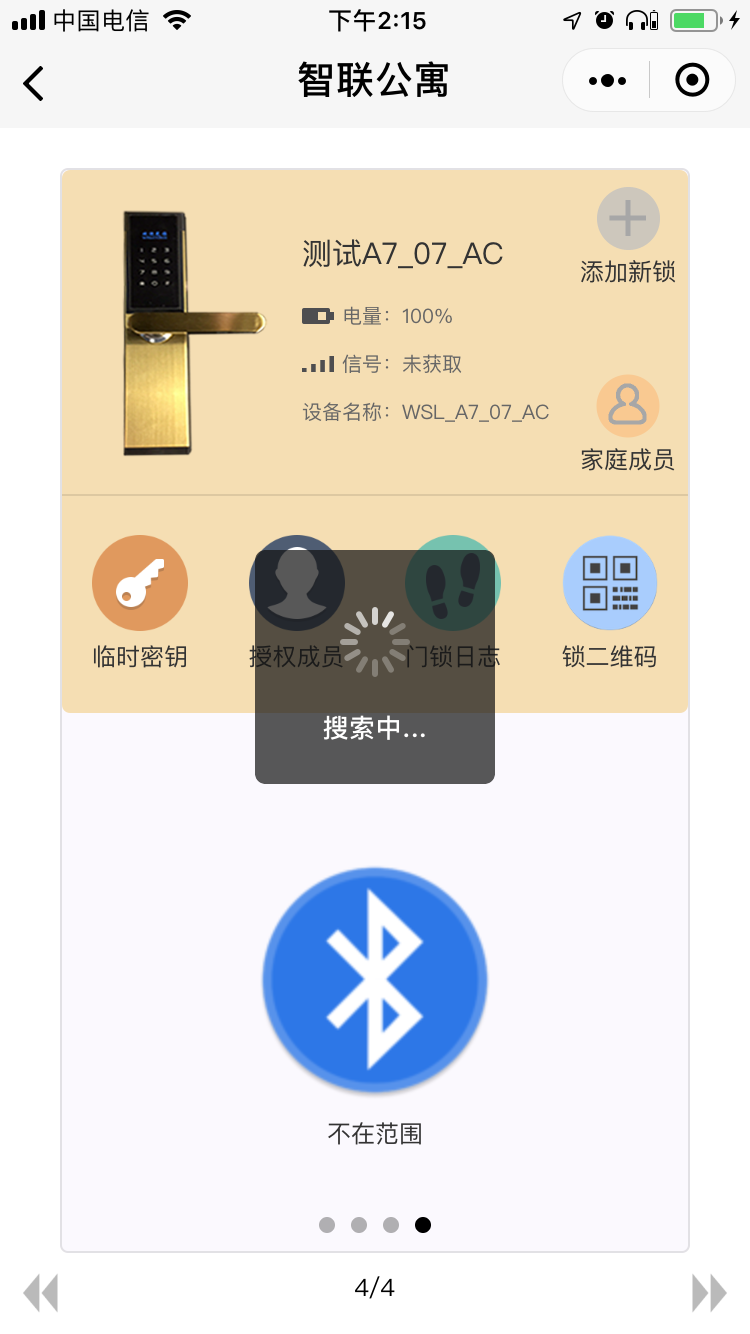 中国电信 下午2:15
智联公寓
测试A7_07_AC
添加新锁
电量：100%
信号：未获取
设备名称：WSL_A7_07_AC
家庭成员
临时密钥 授权成员 门锁日志 锁二维码
搜索中...
不在范围
4/4